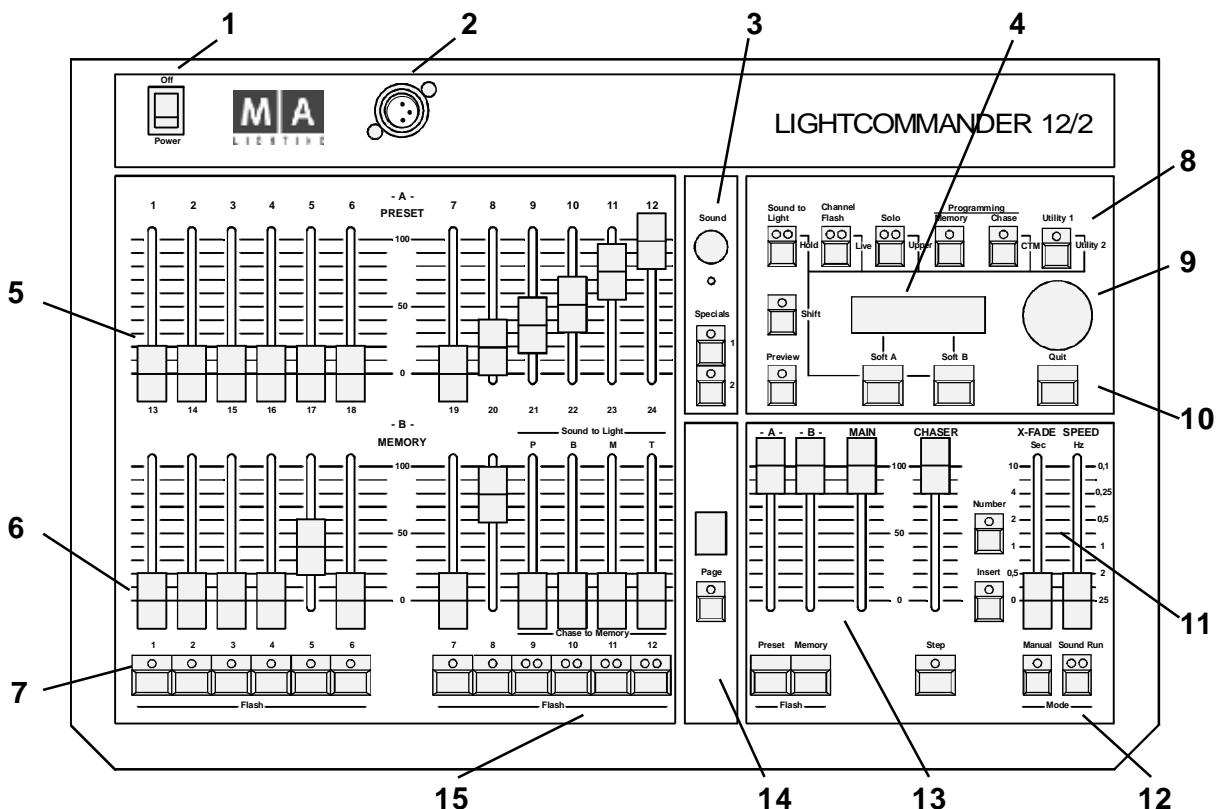 1 2 3 4
Off
Power
MA
LIGHTING
LIGHTCOMMANDER 12/2
1 2 3 4 5 6 - A - 7 8 9 10 11 12
PRESET
100
50
0
13 14 15 16 17 18 19 20 21 22 23 24
- B -
MEMORY
Sound to Light
P B M T
100
50
0
Chase to Memory
1 2 3 4 5 6 7 8 9 10 11 12
Flash Flash
Sound
Specials
1
2
Page
Sound to Light
Hold
Channel Flash
Live
Solo
Upper
Programming
Memory
Chase
CTM
Utility 1
Utility 2
Shift
Preview
Soft A
Soft B
Quit
- A - - B - MAIN CHASER X-FADE SPEED
Sec Hz
100
50
0
Number
Insert
10
4
2
1
0,5
0
0,1
0,25
0,5
1
2
25
Preset Memory
Flash
Step
Manual Sound Run
Mode
5
6
7
8
9
10
11
15 14 13 12